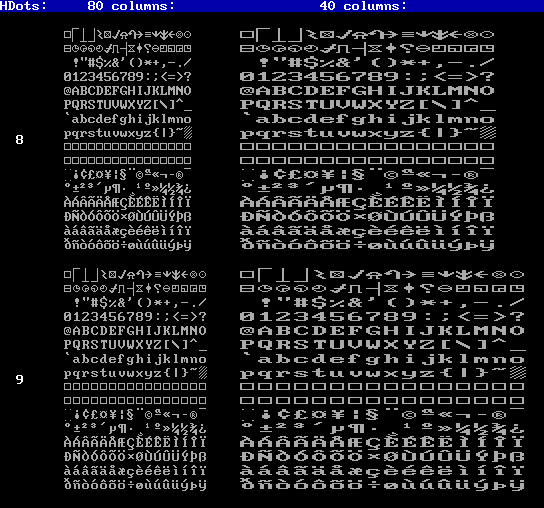 HDots: 80 columns: 40 columns:
8
!"#$%&'()*+,-./
0123456789:;<=>?
@ABCDEFGHIJKLMNO
PQRSTUVWXYZ[\]^_
`abcdefghijklmno
pqrstuvwxyz{|}~
¡¢£¤¥¦§¨©ª«¬-®¯
°±²³´µ¶·¸¹º»¼½¾¿
ÀÁÂÃÄÅÆÇÈÉÊËÌÍÎÏ
ÐÑÒÓÔÕÖ×ØÙÚÛÜÝÞß
àáâãäåæçèéêëìíîï
ðñòóôõö÷øùúûüýþÿ
!"#$%&'()*+,-./
0123456789:;<=>?
@ABCDEFGHIJKLMNO
PQRSTUVWXYZ[\]^_
`abcdefghijklmno
pqrstuvwxyz{|}~
¡¢£¤¥¦§¨©ª«¬-®¯
°±²³´µ¶·¸¹º»¼½¾¿
ÀÁÂÃÄÅÆÇÈÉÊËÌÍÎÏ
ÐÑÒÓÔÕÖ×ØÙÚÛÜÝÞß
àáâãäåæçèéêëìíîï
ðñòóôõö÷øùúûüýþÿ
9
!"#$%&'()*+,-./
0123456789:;<=>?
@ABCDEFGHIJKLMNO
PQRSTUVWXYZ[\]^_
`abcdefghijklmno
pqrstuvwxyz{|}~
¡¢£¤¥¦§¨©ª«¬-®¯
°±²³´µ¶·¸¹º»¼½¾¿
ÀÁÂÃÄÅÆÇÈÉÊËÌÍÎÏ
ÐÑÒÓÔÕÖ×ØÙÚÛÜÝÞß
àáâãäåæçèéêëìíîï
ðñòóôõö÷øùúûüýþÿ
!"#$%&'()*+,-./
0123456789:;<=>?
@ABCDEFGHIJKLMNO
PQRSTUVWXYZ[\]^_
`abcdefghijklmno
pqrstuvwxyz{|}~
¡¢£¤¥¦§¨©ª«¬-®¯
°±²³´µ¶·¸¹º»¼½¾¿
ÀÁÂÃÄÅÆÇÈÉÊËÌÍÎÏ
ÐÑÒÓÔÕÖ×ØÙÚÛÜÝÞß
àáâãäåæçèéêëìíîï
ðñòóôõö÷øùúûüýþÿ